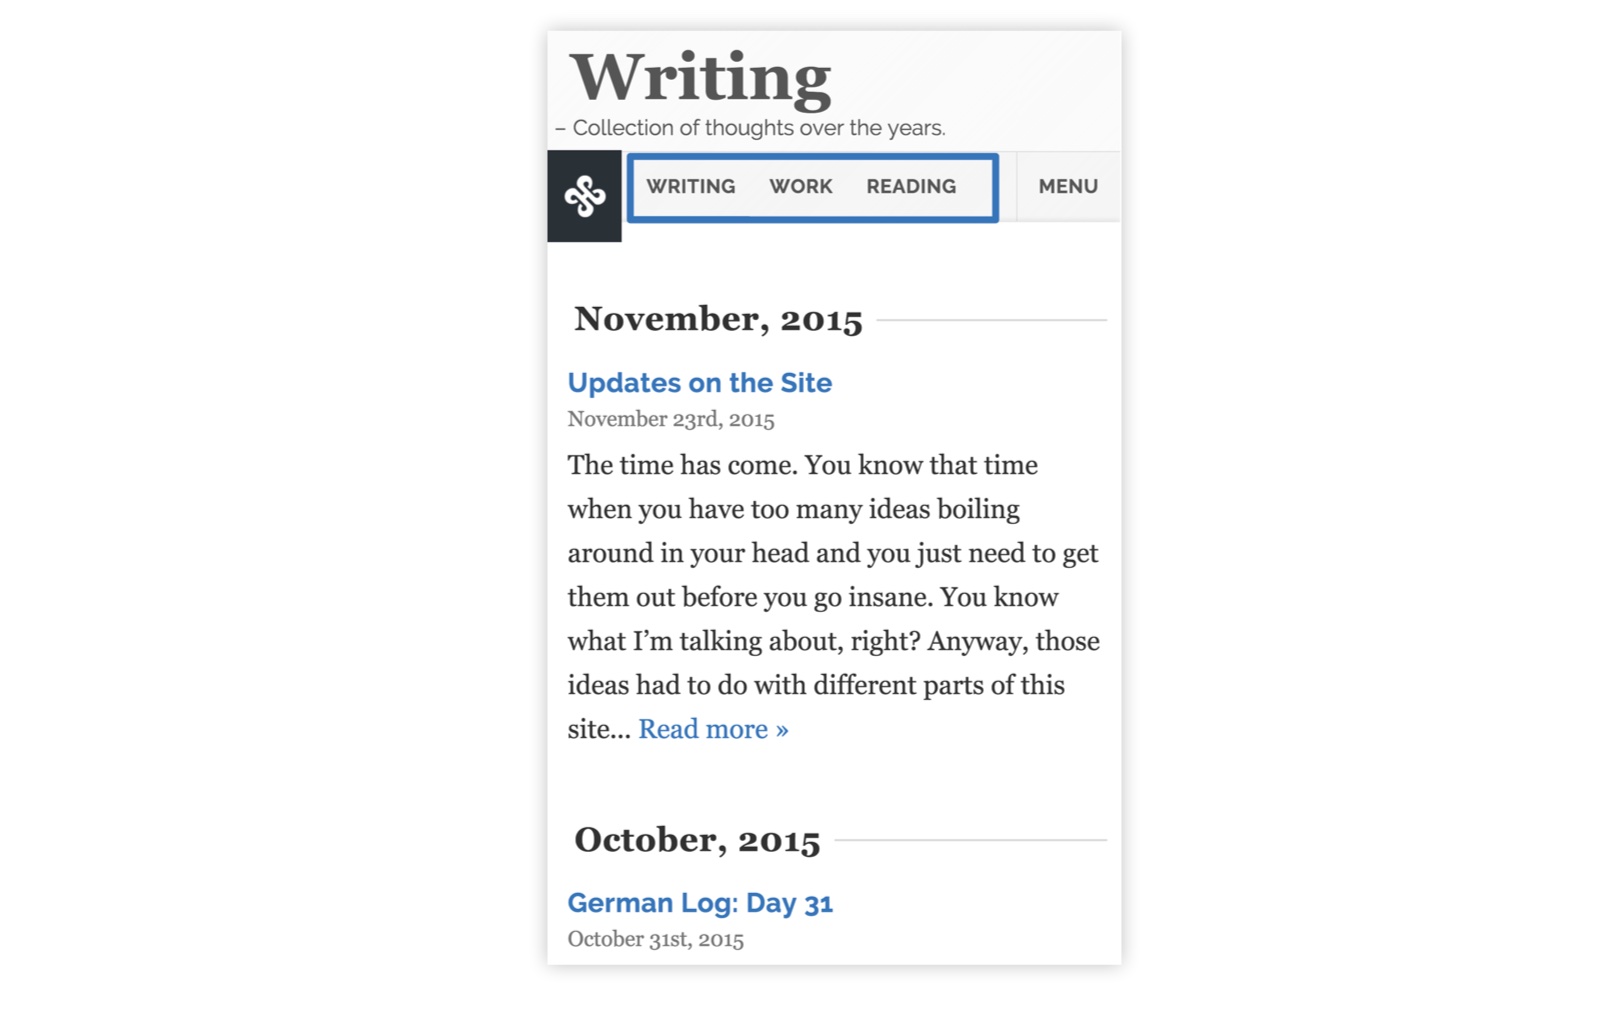 Writing
– Collection of thoughts over the years.
WRITING WORK READING MENU
November, 2015
Updates on the Site
November 23rd, 2015
The time has come. You know that time
when you have too many ideas boiling
around in your head and you just need to get
them out before you go insane. You know
what I’m talking about, right? Anyway, those
ideas had to do with different parts of this
site... Read more »
October, 2015
German Log: Day 31
October 31st, 2015